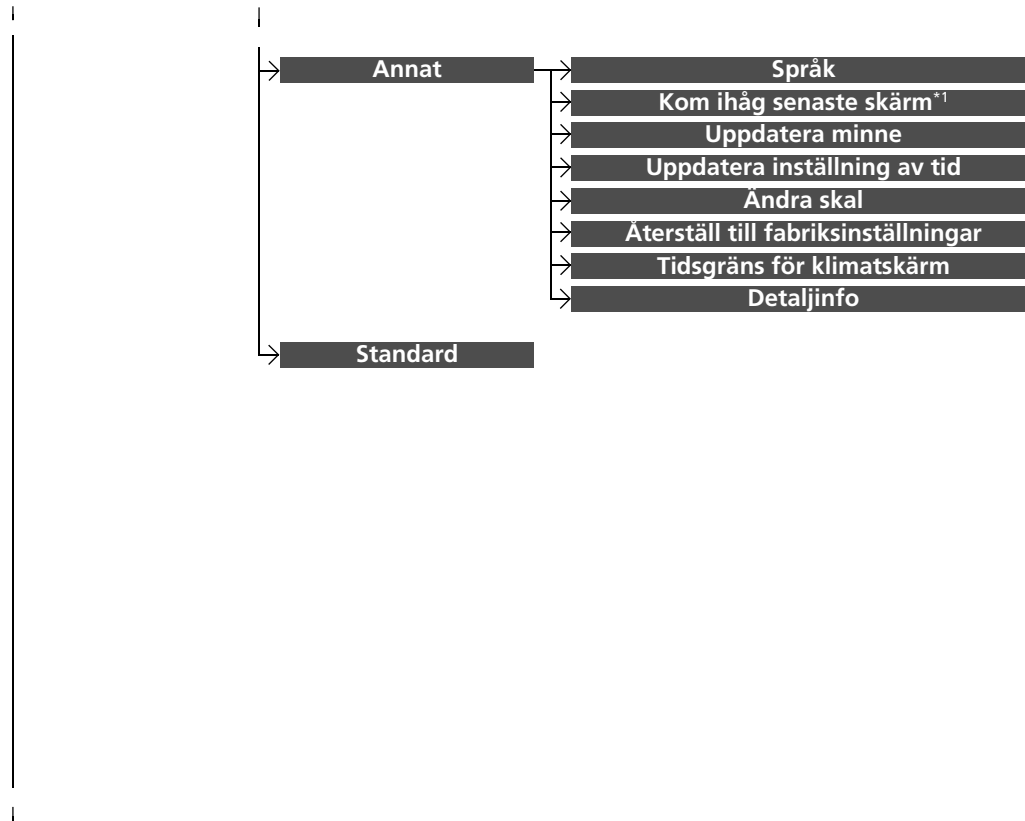 Annat
Språk
Kom ihåg senaste skärm*1
Uppdatera minne
Uppdatera inställning av tid
Ändra skal
Återställ till fabriksinställningar
Tidsgräns för klimatskärm
Detaljinfo
Standard